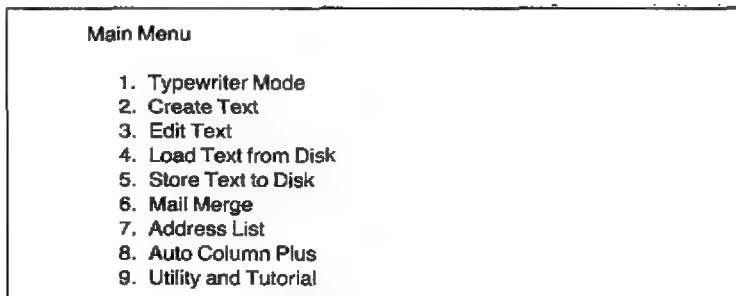 Main Menu
1. Typewriter Mode
2. Create Text
3. Edit Text
4. Load Text from Disk
5. Store Text to Disk
6. Mail Merge
7. Address List
8. Auto Column Plus
9. Utility and Tutorial